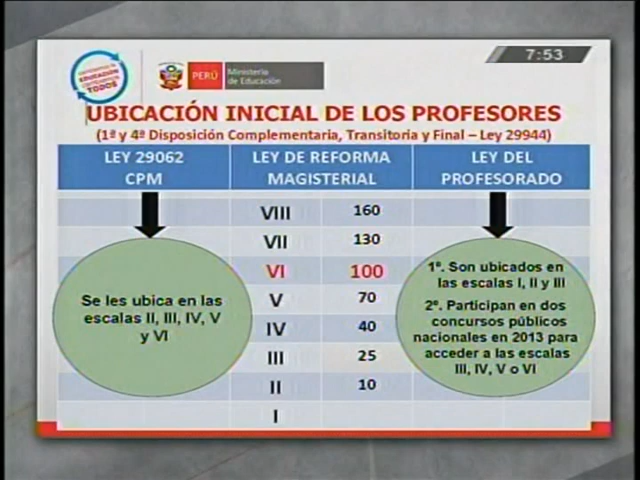 7:53
EDUCACIÓN
TODOS
PERÚ
Ministerio
de Educación
UBICACIÓN INICIAL DE LOS PROFESORES
(1ª y 4ª Disposición Complementaria, Transitoria y Final – Ley 29944)
LEY 29062
CPM
LEY DE REFORMA
MAGISTERIAL
LEY DEL
PROFESORADO
VIII 160
VII 130
VI 100
V 70
IV 40
III 25
II 10
I
Se les ubica en las
escalas II, III, IV, V
y VI
1º. Son ubicados en
las escalas I, II y III
2º. Participan en dos
concursos públicos
nacionales en 2013 para
acceder a las escalas
III, IV, V o VI